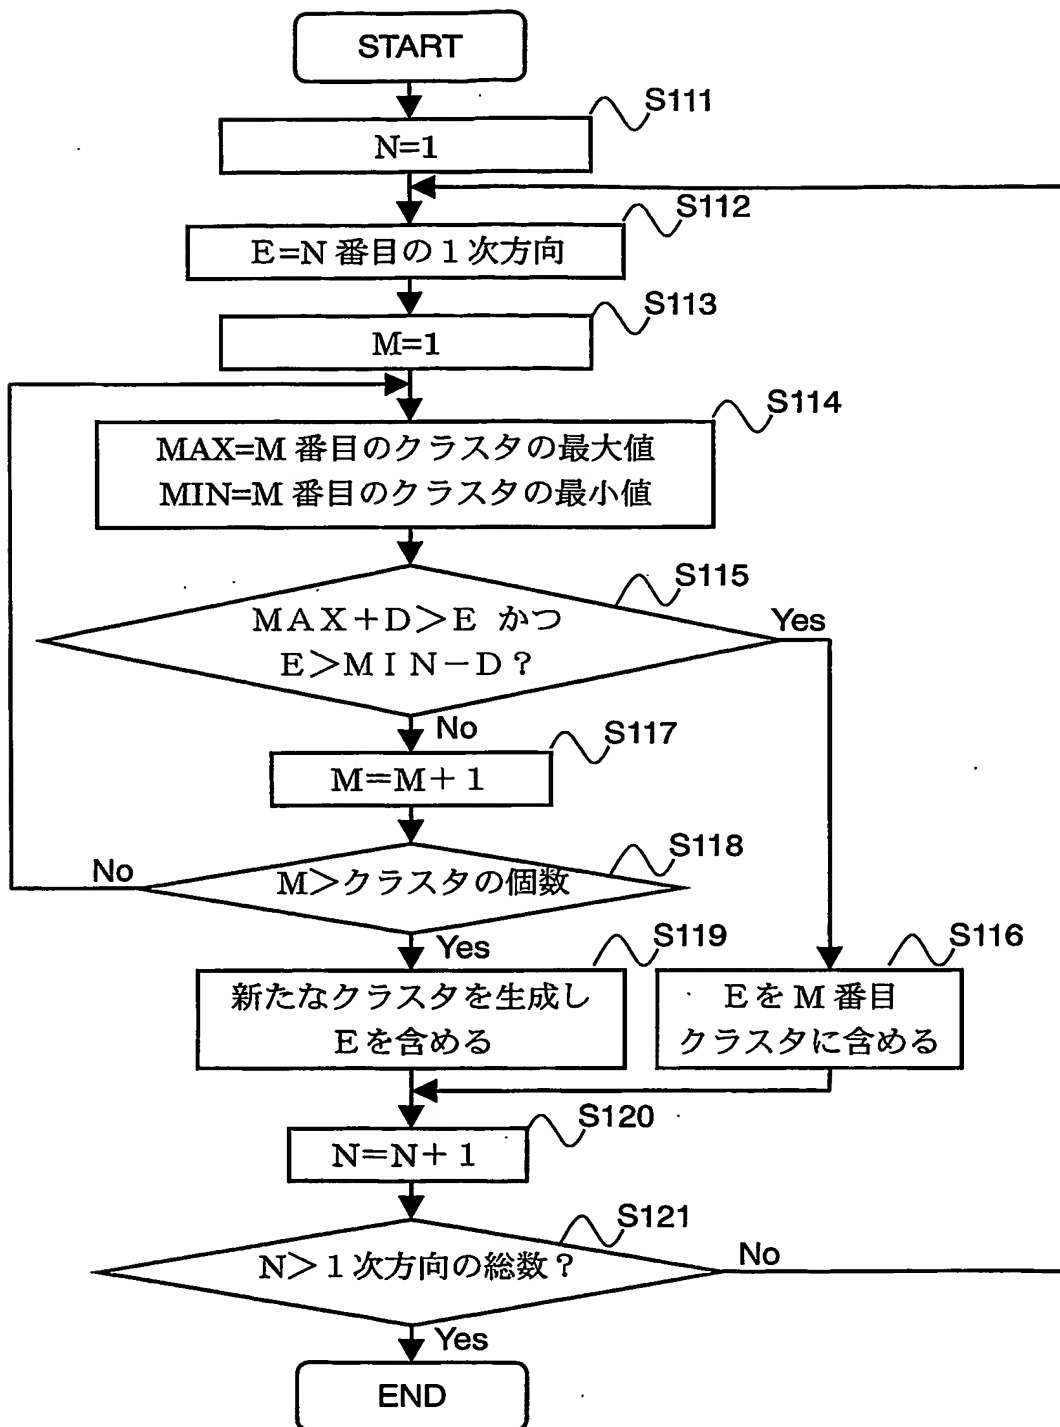 START
S111
N=1
S112
E=N 番目の1次方向
S113
M=1
S114
MAX=M 番目のクラスタの最大値
MIN=M 番目のクラスタの最小値
S115
MAX+D>E かつ
E>MIN-D?
Yes
No
S117
M=M+1
S118
M>クラスタの個数
No
Yes
S119
新たなクラスタを生成し
Eを含める
S116
EをM番目
クラスタに含める
S120
N=N+1
S121
N>1次方向の総数?
No
Yes
END